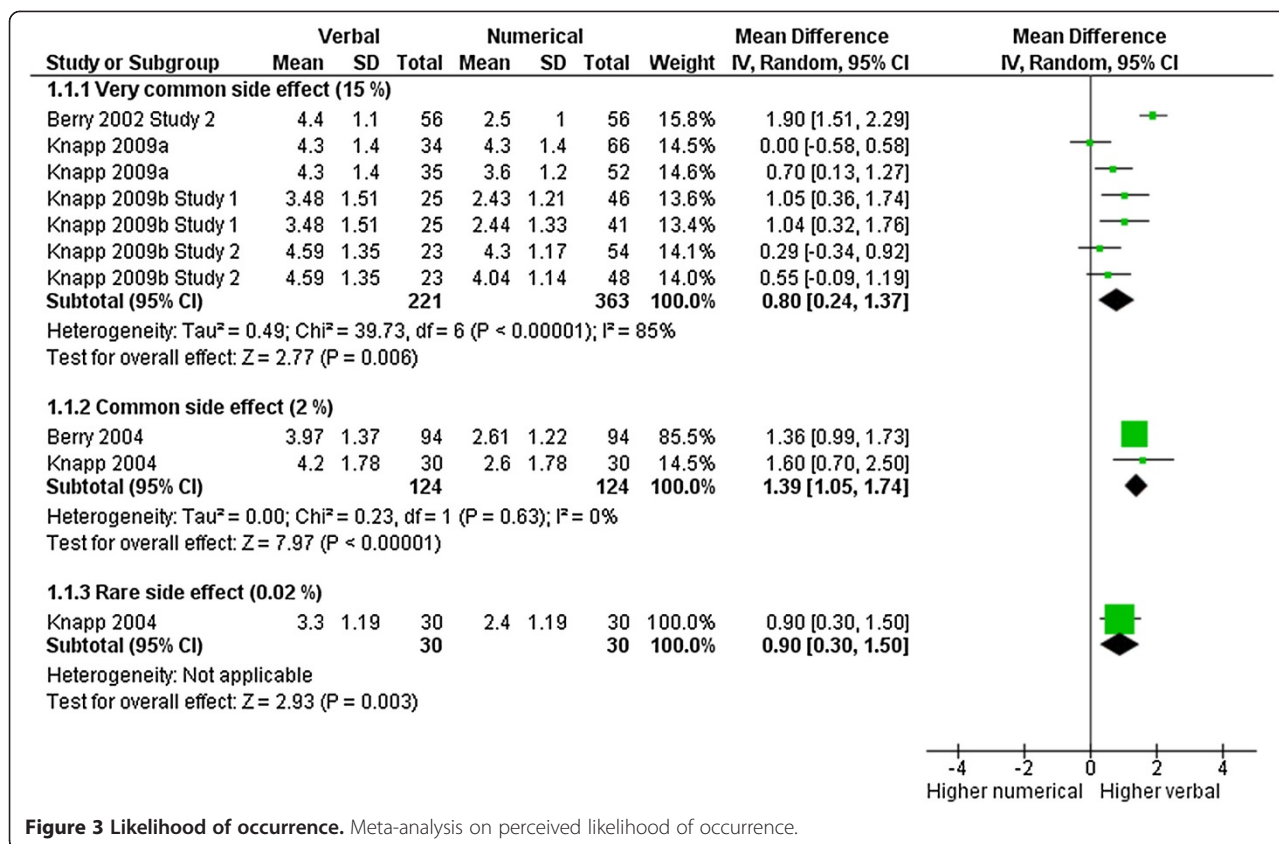 Verbal Numerical Mean Difference Mean Difference
Study or Subgroup Mean SD Total Mean SD Total Weight IV, Random, 95% CI IV, Random, 95% CI
1.1.1 Very common side effect (15 %)
Berry 2002 Study 2 4.4 1.1 56 2.5 1 56 15.8% 1.90 [1.51, 2.29]
Knapp 2009a 4.3 1.4 34 4.3 1.4 66 14.5% 0.00 [-0.58, 0.58]
Knapp 2009a 4.3 1.4 35 3.6 1.2 52 14.6% 0.70 [0.13, 1.27]
Knapp 2009b Study 1 3.48 1.51 25 2.43 1.21 46 13.6% 1.05 [0.36, 1.74]
Knapp 2009b Study 1 3.48 1.51 25 2.44 1.33 41 13.4% 1.04 [0.32, 1.76]
Knapp 2009b Study 2 4.59 1.35 23 4.3 1.17 54 14.1% 0.29 [-0.34, 0.92]
Knapp 2009b Study 2 4.59 1.35 23 4.04 1.14 48 14.0% 0.55 [-0.09, 1.19]
Subtotal (95% CI) 221 363 100.0% 0.80 [0.24, 1.37]
Heterogeneity: Tau² = 0.49; Chi² = 39.73, df = 6 (P < 0.00001); I² = 85%
Test for overall effect: Z = 2.77 (P = 0.006)
1.1.2 Common side effect (2 %)
Berry 2004 3.97 1.37 94 2.61 1.22 94 85.5% 1.36 [0.99, 1.73]
Knapp 2004 4.2 1.78 30 2.6 1.78 30 14.5% 1.60 [0.70, 2.50]
Subtotal (95% CI) 124 124 100.0% 1.39 [1.05, 1.74]
Heterogeneity: Tau² = 0.00; Chi² = 0.23, df = 1 (P = 0.63); I² = 0%
Test for overall effect: Z = 7.97 (P < 0.00001)
1.1.3 Rare side effect (0.02 %)
Knapp 2004 3.3 1.19 30 2.4 1.19 30 100.0% 0.90 [0.30, 1.50]
Subtotal (95% CI) 30 30 100.0% 0.90 [0.30, 1.50]
Heterogeneity: Not applicable
Test for overall effect: Z = 2.93 (P = 0.003)
-4 -2 0 2 4
Higher numerical Higher verbal
Figure 3 Likelihood of occurrence. Meta-analysis on perceived likelihood of occurrence.